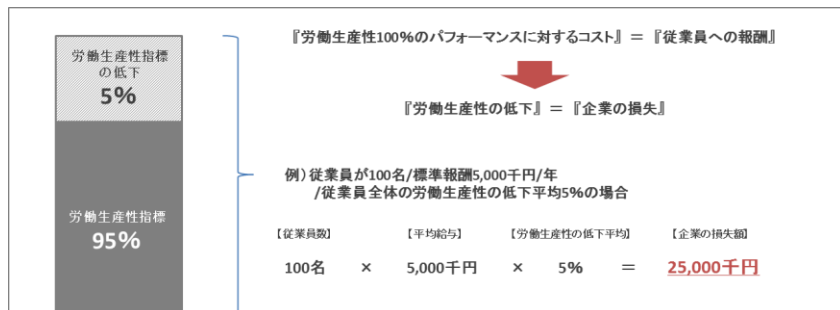 労働生産性指標
の低下
5%
労働生産性指標
95%
『労働生産性100%のパフォーマンスに対するコスト』＝『従業員への報酬』
『労働生産性の低下』＝『企業の損失』
例）従業員が100名/標準報酬5,000千円/年
/従業員全体の労働生産性の低下平均5%の場合
【従業員数】 【平均給与】 【労働生産性の低下平均】 【企業の損失額】
100名 × 5,000千円 × 5% ＝ 25,000千円